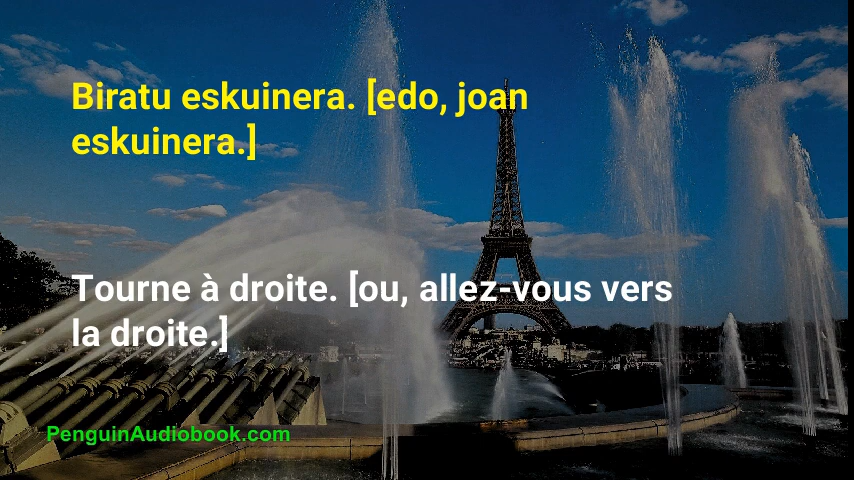 Biratu eskuinera. [edo, joan
eskuinera.]
Tourne à droite. [ou, allez-vous vers
la droite.]
PenguinAudiobook.com